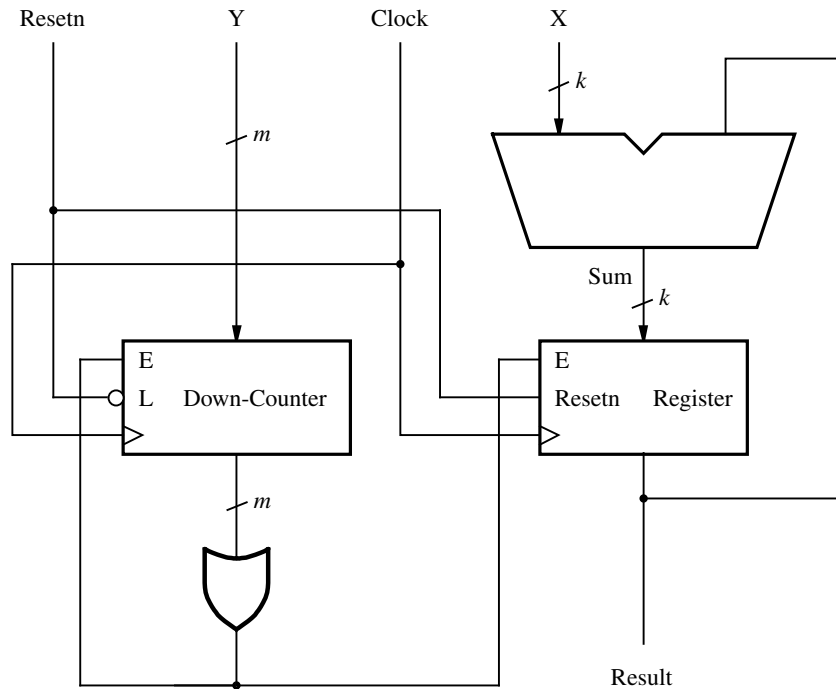 Resetn Y Clock X
k
m
Sum
k
E E
L Down-Counter Resetn Register
m
Result